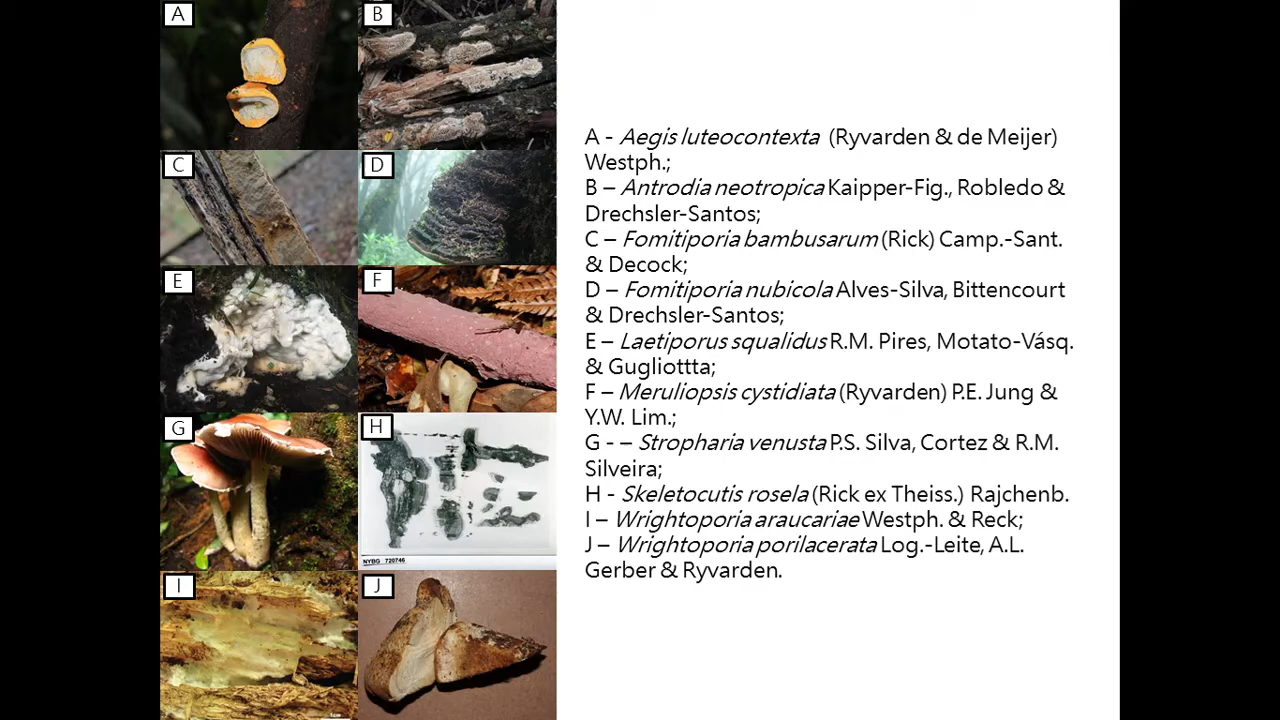 A
B
C
D
E
F
G
H
NYBG 720746
I
J
A - Aegis luteocontexta (Ryvarden & de Meijer)
Westph.;
B – Antrodia neotropica Kaipper-Fig., Robledo &
Drechsler-Santos;
C – Fomitiporia bambusarum (Rick) Camp.-Sant.
& Decock;
D – Fomitiporia nubicola Alves-Silva, Bittencourt
& Drechsler-Santos;
E – Laetiporus squalidus R.M. Pires, Motato-Vásq.
& Gugliottta;
F – Meruliopsis cystidiata (Ryvarden) P.E. Jung &
Y.W. Lim.;
G - – Stropharia venusta P.S. Silva, Cortez & R.M.
Silveira;
H - Skeletocutis rosela (Rick ex Theiss.) Rajchenb.
I – Wrightoporia araucariae Westph. & Reck;
J – Wrightoporia porilacerata Log.-Leite, A.L.
Gerber & Ryvarden.